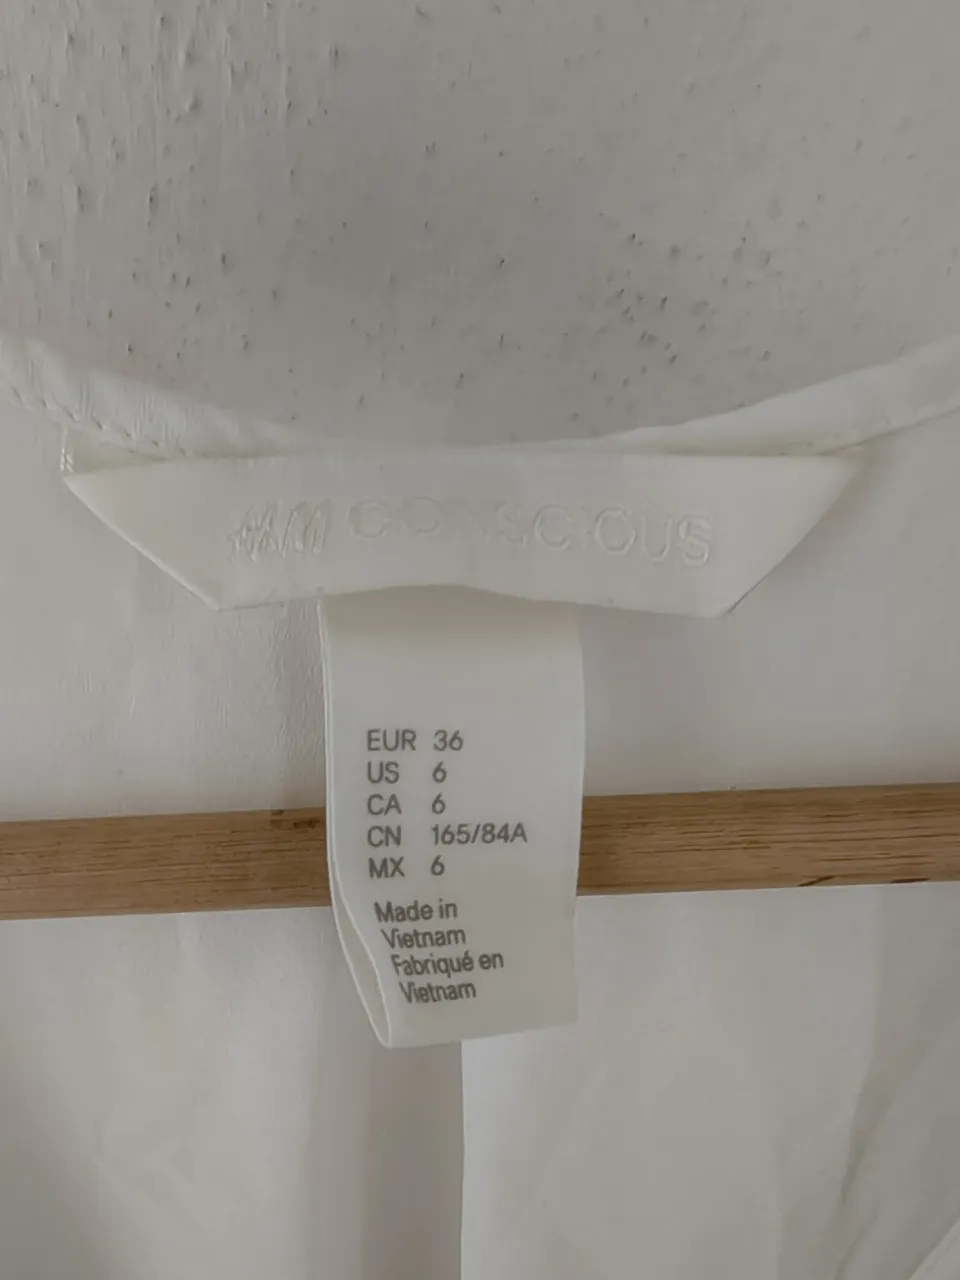 H&M CONSCIOUS
EUR 36
US 6
CA 6
CN 165/84A
MX 6
Made in
Vietnam
Fabriqué en
Vietnam